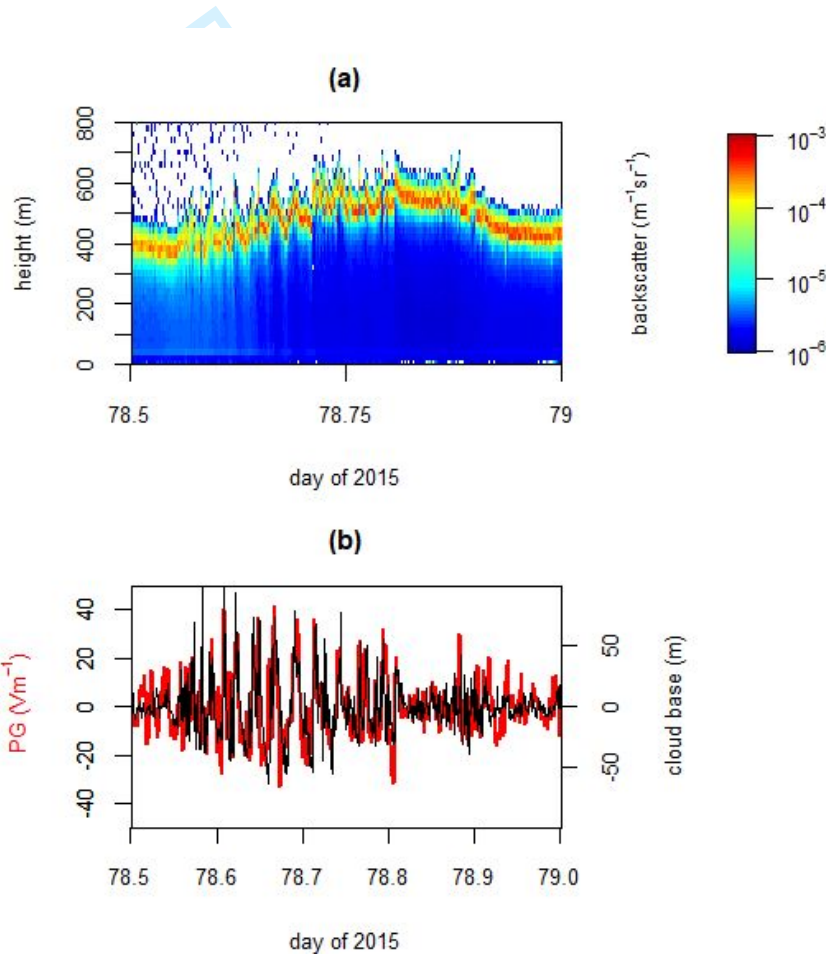 (a)
height (m)
800
600
400
200
0
78.5 78.75 79
day of 2015
backscatter (m⁻¹sr⁻¹)
10⁻³
10⁻⁴
10⁻⁵
10⁻⁶
(b)
PG (Vm⁻¹)
40
20
0
-20
-40
50
0
-50
cloud base (m)
78.5 78.6 78.7 78.8 78.9 79.0
day of 2015